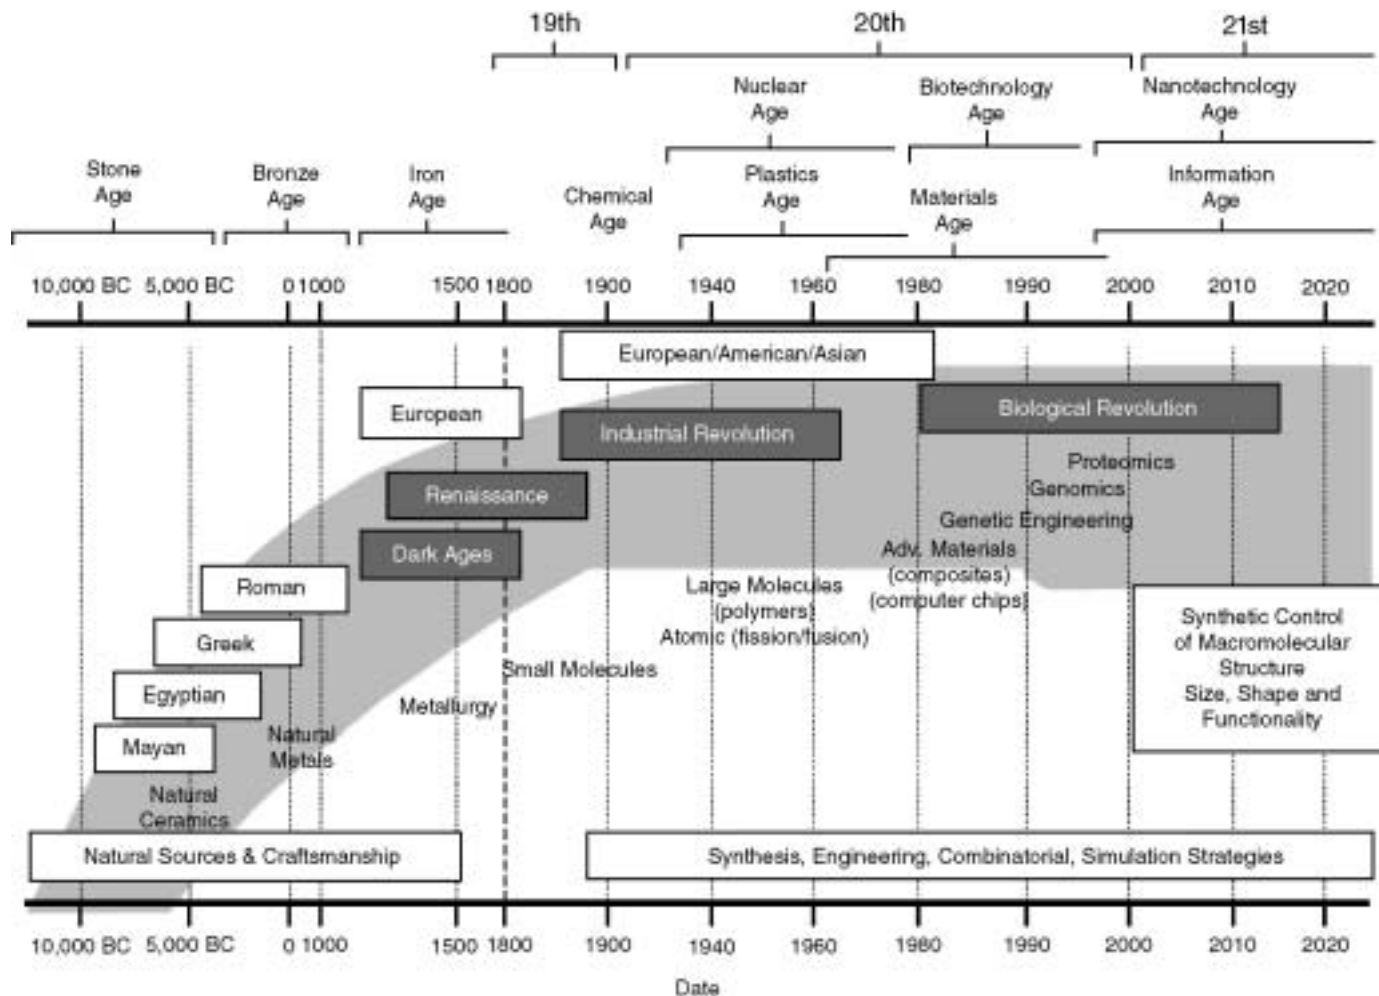 19th 20th 21st
Nuclear Age
Biotechnology Age
Nanotechnology Age
Stone Age
Bronze Age
Iron Age
Chemical Age
Plastics Age
Materials Age
Information Age
10,000 BC 5,000 BC 0 1000 1500 1800 1900 1940 1960 1980 1990 2000 2010 2020
European/American/Asian
European
Biological Revolution
Industrial Revolution
Proteomics
Renaissance
Genomics
Genetic Engineering
Dark Ages
Adv. Materials
(composites)
(computer chips)
Roman
Large Molecules
(polymers)
Atomic (fission/fusion)
Synthetic Control
of Macromolecular
Structure
Size, Shape and
Functionality
Greek
Small Molecules
Egyptian
Metallurgy
Mayan
Natural
Metals
Natural
Ceramics
Natural Sources & Craftsmanship
Synthesis, Engineering, Combinatorial, Simulation Strategies
10,000 BC 5,000 BC 0 1000 1500 1800 1900 1940 1960 1980 1990 2000 2010 2020
Date